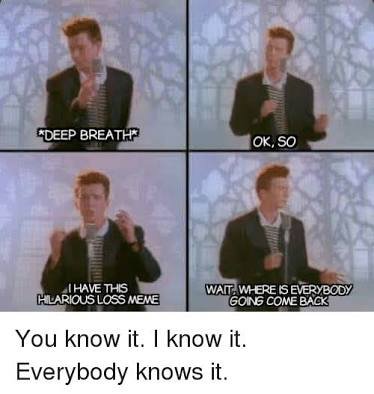 *DEEP BREATH*
OK, SO
I HAVE THIS
HILARIOUS LOSS MEME
WAIT. WHERE IS EVERYBODY
GOING COME BACK
You know it. I know it.
Everybody knows it.